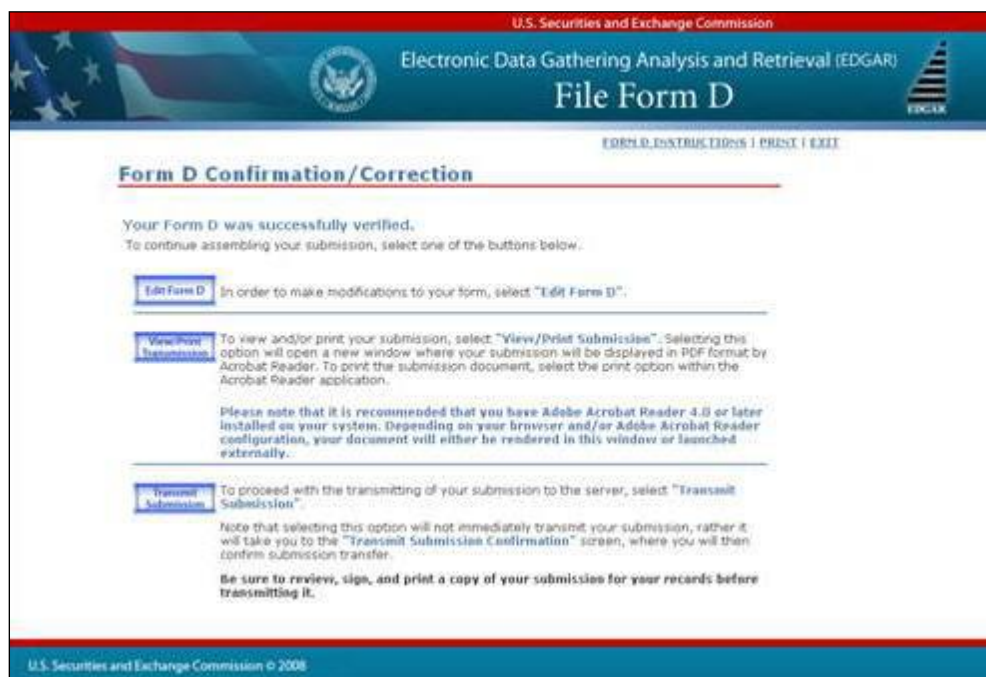 U.S. Securities and Exchange Commission
Electronic Data Gathering Analysis and Retrieval (EDGAR)
File Form D
EDGAR
FORM D INSTRUCTIONS | PRINT | EXIT
Form D Confirmation/Correction
Your Form D was successfully verified.
To continue assembling your submission, select one of the buttons below.
Edit Form D
In order to make modifications to your form, select "Edit Form D".
View/Print
Transmission
To view and/or print your submission, select "View/Print Submission". Selecting this
option will open a new window where your submission will be displayed in PDF format by
Acrobat Reader. To print the submission document, select the print option within the
Acrobat Reader application.
Please note that it is recommended that you have Adobe Acrobat Reader 4.0 or later
installed on your system. Depending on your browser and/or Adobe Acrobat Reader
configuration, your document will either be rendered in this window or launched
externally.
Transmit
Submission
To proceed with the transmitting of your submission to the server, select "Transmit
Submission".
Note that selecting this option will not immediately transmit your submission, rather it
will take you to the "Transmit Submission Confirmation" screen, where you will then
confirm submission transfer.
Be sure to review, sign, and print a copy of your submission for your records before
transmitting it.
U.S. Securities and Exchange Commission © 2008